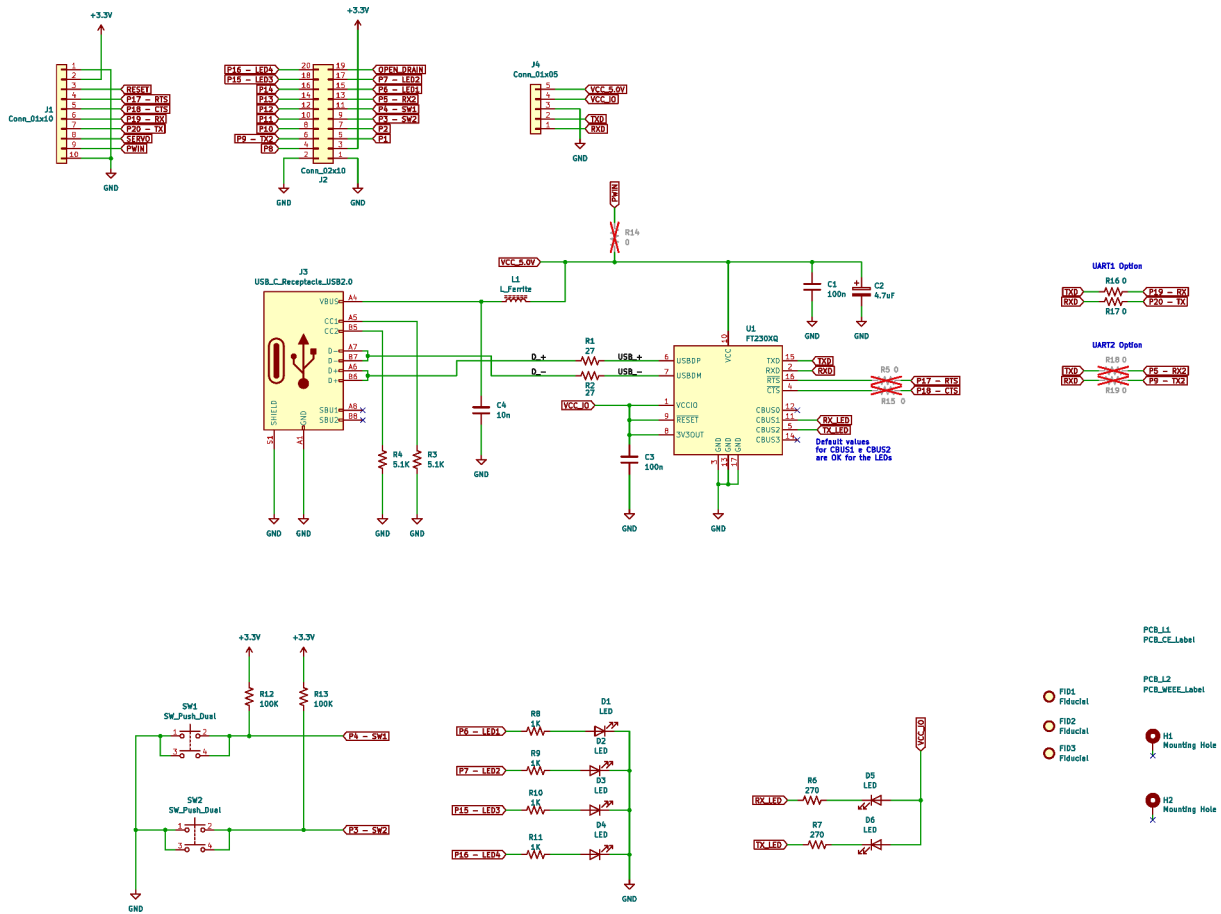 +3.3V
1
2
3
4
5
6
7
8
9
10
J1
Conn_01x10
RESET
P17 - RTS
P18 - CTS
P19 - RX
P20 - TX
SERVO
PWIN
GND
+3.3V
P16 - LED4
P15 - LED3
P14
P13
P12
P11
P10
P9 - TX2
P8
20
18
16
14
12
10
8
6
4
2
19
17
15
13
11
9
7
5
3
1
OPEN_DRAIN
P7 - LED2
P6 - LED1
P5 - RX2
P4 - SW1
P3 - SW2
P2
P1
Conn_02x10
J2
GND
GND
J4
Conn_01x05
5
4
3
2
1
VCC_5.0V
VCC_IO
TXD
RXD
GND
PWIN
R14
0
VCC_5.0V
J3
USB_C_Receptacle_USB2.0
VBUS
CC1
CC2
D-
D-
D+
D+
SBU1
SBU2
SHIELD
GND
A4
A5
B5
A7
B7
A6
B6
A8
B8
S1
A1
L1
L_Ferrite
C4
10n
GND
R4
5.1K
R3
5.1K
GND
GND
GND
GND
D_+
D_-
R1
27
R2
27
USB_+
USB_-
VCC_IO
C3
100n
GND
C1
100n
GND
C2
4.7uF
GND
U1
FT230XQ
10
VCC
6
USBDP
7
USBDM
1
VCCIO
9
RESET
8
3V3OUT
TXD
15
RXD
2
RTS
16
CTS
4
CBUS0
12
CBUS1
11
CBUS2
5
CBUS3
14
GND
GND
GND
3
13
17
GND
TXD
RXD
R5 0
R15 0
P17 - RTS
P18 - CTS
RX_LED
TX_LED
Default values
for CBUS1 e CBUS2
are OK for the LEDs
UART1 Option
TXD
RXD
R16 0
R17 0
P19 - RX
P20 - TX
UART2 Option
TXD
RXD
R18 0
R19 0
P5 - RX2
P9 - TX2
+3.3V
+3.3V
R12
100K
R13
100K
SW1
SW_Push_Dual
1
2
3
4
P4 - SW1
SW2
SW_Push_Dual
1
2
3
4
P3 - SW2
GND
P6 - LED1
R8
1K
D1
LED
P7 - LED2
R9
1K
D2
LED
P15 - LED3
R10
1K
D3
LED
P16 - LED4
R11
1K
D4
LED
GND
RX_LED
R6
270
D5
LED
TX_LED
R7
270
D6
LED
VCC_IO
PCB_L1
PCB_CE_Label
PCB_L2
PCB_WEEE_Label
FID1
Fiducial
FID2
Fiducial
FID3
Fiducial
H1
Mounting Hole
H2
Mounting Hole